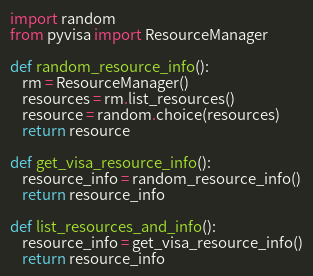 import random
from pyvisa import ResourceManager

def random_resource_info():
    rm = ResourceManager()
    resources = rm.list_resources()
    resource = random.choice(resources)
    return resource

def get_visa_resource_info():
    resource_info = random_resource_info()
    return resource_info

def list_resources_and_info():
    resource_info = get_visa_resource_info()
    return resource_info